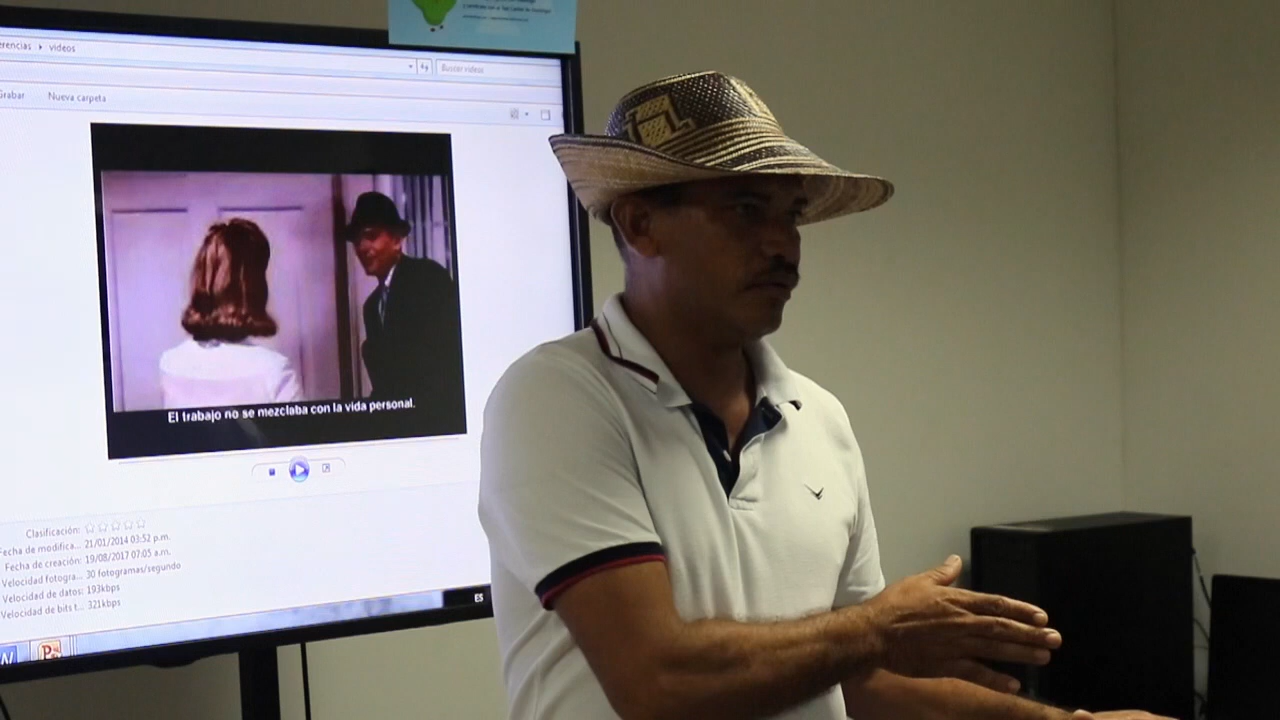 erencias ▸ videos
Buscar videos
Grabar Nueva carpeta
El trabajo no se mezclaba con la vida personal.
Clasificación:
Fecha de modifica... 21/01/2014 03:52 p.m.
Fecha de creación: 19/08/2017 07:05 a.m.
Velocidad fotogra... 30 fotogramas/segundo
Velocidad de datos: 193kbps
Velocidad de bits t... 321kbps
ES